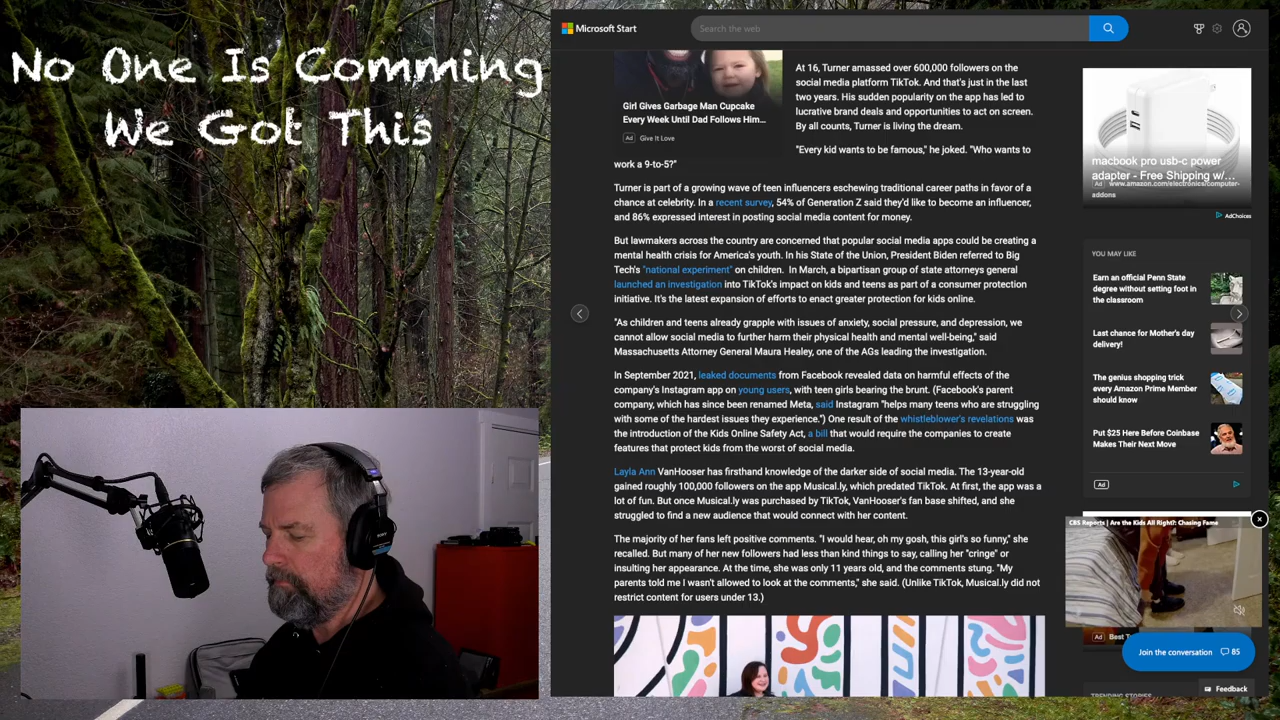 No One Is Comming
We Got This
Microsoft Start
Search the web
Girl Gives Garbage Man Cupcake
Every Week Until Dad Follows Him...
Ad Give It Love
At 16, Turner amassed over 600,000 followers on the
social media platform TikTok. And that's just in the last
two years. His sudden popularity on the app has led to
lucrative brand deals and opportunities to act on screen.
By all counts, Turner is living the dream.
"Every kid wants to be famous," he joked. "Who wants to
work a 9-to-5?"
Turner is part of a growing wave of teen influencers eschewing traditional career paths in favor of a
chance at celebrity. In a recent survey, 54% of Generation Z said they'd like to become an influencer,
and 86% expressed interest in posting social media content for money.
But lawmakers across the country are concerned that popular social media apps could be creating a
mental health crisis for America's youth. In his State of the Union, President Biden referred to Big
Tech's "national experiment" on children. In March, a bipartisan group of state attorneys general
launched an investigation into TikTok's impact on kids and teens as part of a consumer protection
initiative. It's the latest expansion of efforts to enact greater protection for kids online.
"As children and teens already grapple with issues of anxiety, social pressure, and depression, we
cannot allow social media to further harm their physical health and mental well-being," said
Massachusetts Attorney General Maura Healey, one of the AGs leading the investigation.
In September 2021, leaked documents from Facebook revealed data on harmful effects of the
company's Instagram app on young users, with teen girls bearing the brunt. (Facebook's parent
company, which has since been renamed Meta, said Instagram "helps many teens who are struggling
with some of the hardest issues they experience.") One result of the whistleblower's revelations was
the introduction of the Kids Online Safety Act, a bill that would require the companies to create
features that protect kids from the worst of social media.
Layla Ann VanHooser has firsthand knowledge of the darker side of social media. The 13-year-old
gained roughly 100,000 followers on the app Musical.ly, which predated TikTok. At first, the app was a
lot of fun. But once Musical.ly was purchased by TikTok, VanHooser's fan base shifted, and she
struggled to find a new audience that would connect with her content.
The majority of her fans left positive comments. "I would hear, oh my gosh, this girl's so funny," she
recalled. But many of her new followers had less than kind things to say, calling her "cringe" or
insulting her appearance. At the time, she was only 11 years old, and the comments stung. "My
parents told me I wasn't allowed to look at the comments," she said. (Unlike TikTok, Musical.ly did not
restrict content for users under 13.)
macbook pro usb-c power
adapter - Free Shipping w/...
Ad www.amazon.com/electronics/computer-
addons
AdChoices
YOU MAY LIKE
Earn an official Penn State
degree without setting foot in
the classroom
Last chance for Mother's day
delivery!
The genius shopping trick
every Amazon Prime Member
should know
Put $25 Here Before Coinbase
Makes Their Next Move
Ad
CBS Reports | Are the Kids All Right?: Chasing Fame
Ad Best
Join the conversation 85
Feedback
TRENDING STORIES
SONY